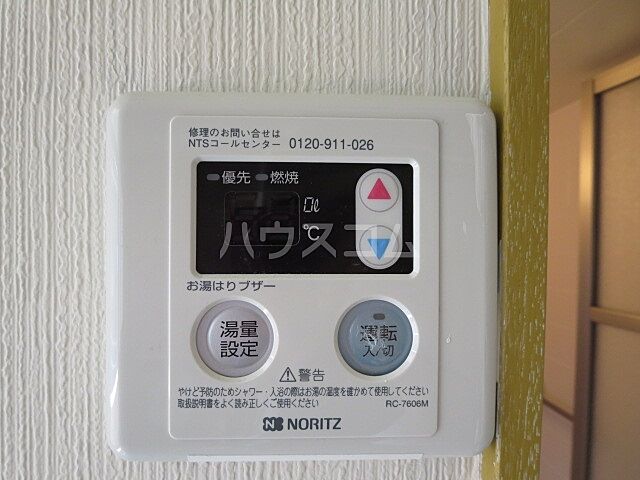 修理のお問い合せは
NTSコールセンター 0120-911-026
優先 燃焼
0ℓ
℃
ハウスコム
お湯はりブザー
湯量
設定
運転
入/切
⚠警告
やけど予防のためシャワー・入浴の際はお湯の温度を確かめて使用してください
取扱説明書をよく読み正しくご使用ください
RC-7606M
NORITZ